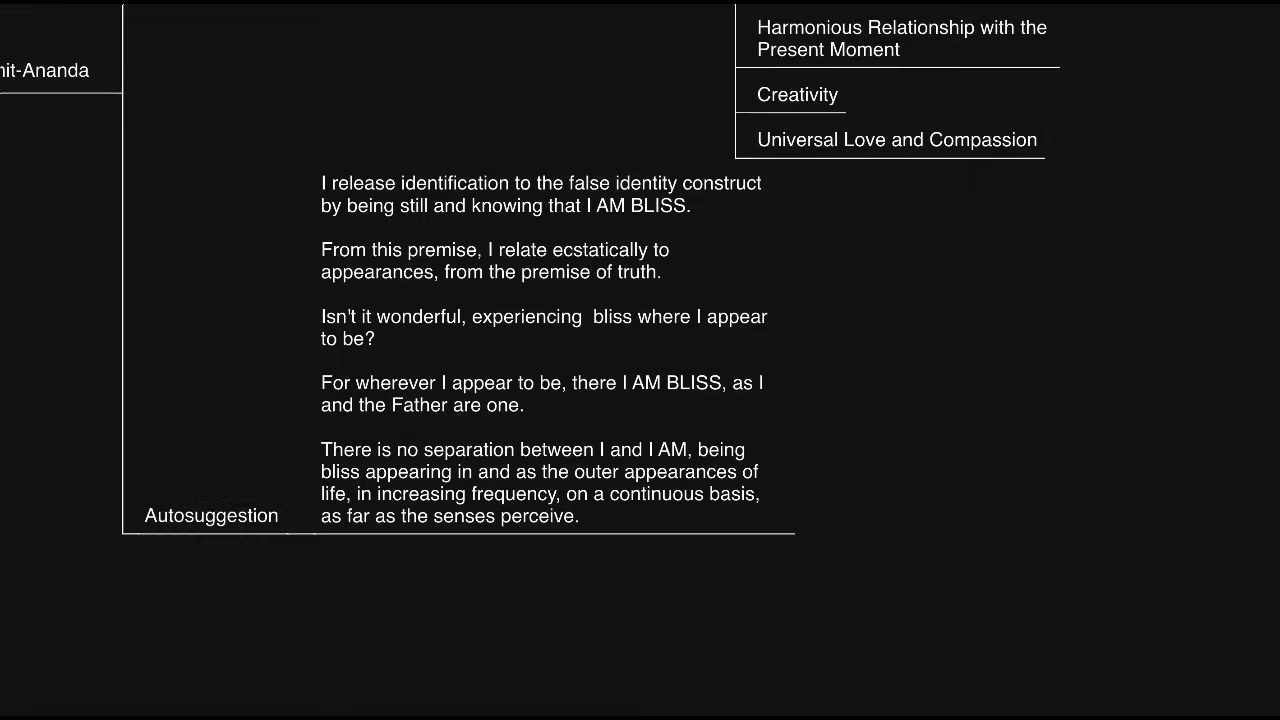 Harmonious Relationship with the
Present Moment
nit-Ananda
Creativity
Universal Love and Compassion
I release identification to the false identity construct
by being still and knowing that I AM BLISS.
From this premise, I relate ecstatically to
appearances, from the premise of truth.
Isn't it wonderful, experiencing  bliss where I appear
to be?
For wherever I appear to be, there I AM BLISS, as I
and the Father are one.
There is no separation between I and I AM, being
bliss appearing in and as the outer appearances of
life, in increasing frequency, on a continuous basis,
as far as the senses perceive.
Autosuggestion